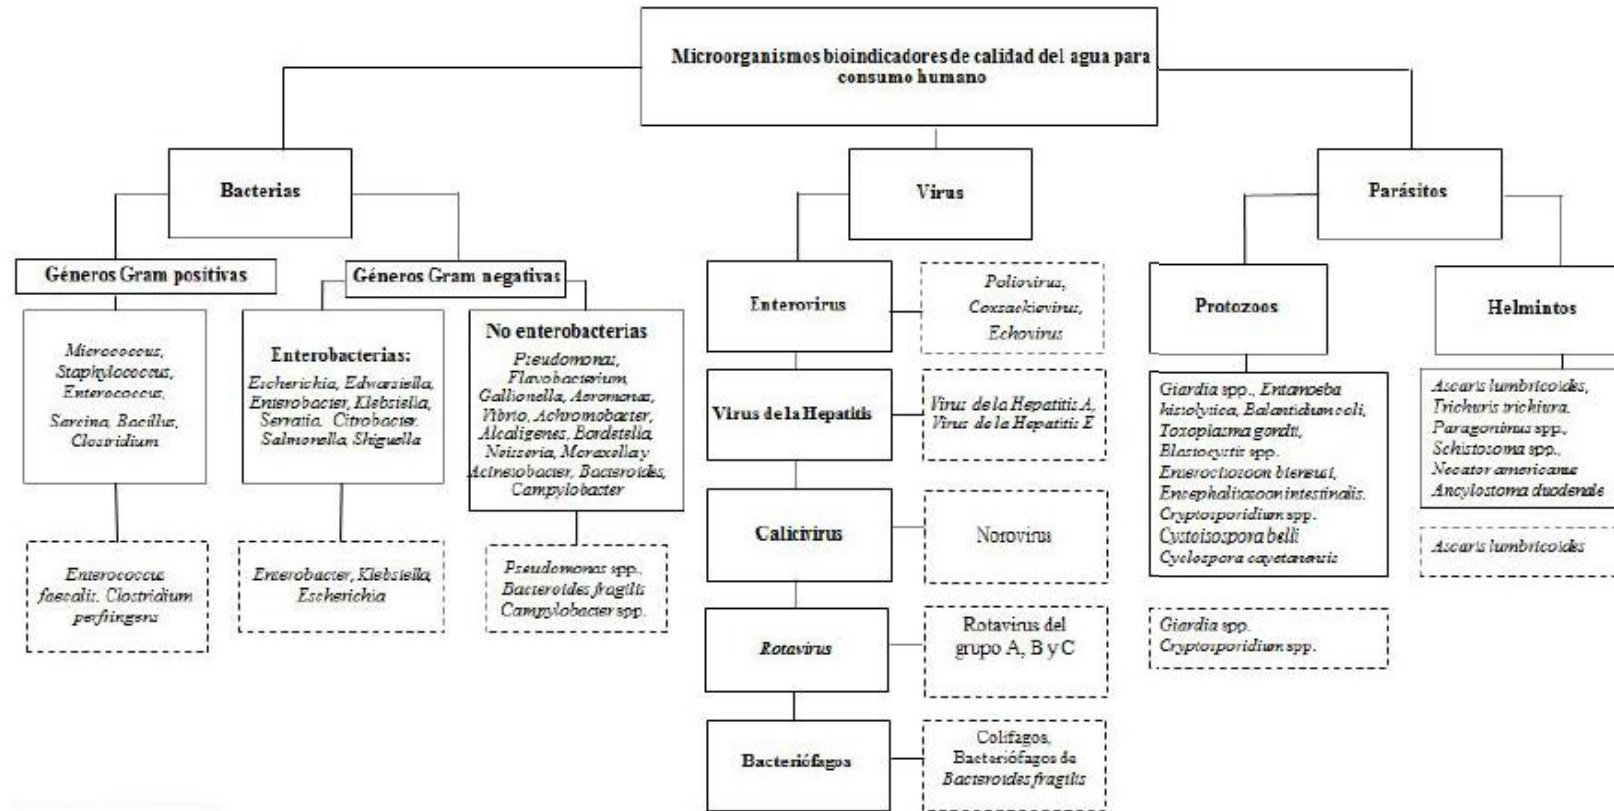 Microorganismos bioindicadores de calidad del agua para
consumo humano
Bacterias
Virus
Parásitos
Géneros Gram positivas
Géneros Gram negativas
Micrococcus,
Staphylococcus,
Enterococcus,
Sarcina, Bacillus,
Clostridium
Enterobacterias:
Escherichia, Edwarsiella,
Enterobacter, Klebsiella,
Serratia. Citrobacter.
Salmonella, Shiguella
No enterobacterias
Pseudomonas,
Flavobacterium,
Gallionella, Aeromonas,
Vibrio, Achromobacter,
Alcaligenes, Bordetella,
Neisseria, Moraxella y
Acinetobacter, Bacteroides,
Campylobacter
Enterococcus
faecalis. Clostridium
perfringens
Enterobacter, Klebsiella,
Escherichia
Pseudomonas spp.,
Bacteroides fragilis
Campylobacter spp.
Enterovirus
Poliovirus,
Coxsackievirus,
Echovirus
Virus de la Hepatitis
Virus de la Hepatitis A,
Virus de la Hepatitis E
Calicivirus
Norovirus
Rotavirus
Rotavirus del
grupo A, B y C
Bacteriófagos
Colifagos,
Bacteriófagos de
Bacteroides fragilis
Protozoos
Giardia spp., Entamoeba
histolytica, Balantidium coli,
Toxoplasma gondii,
Blastocystis spp.
Enterocitozoon bieneusi,
Encephalitozoon intestinalis.
Cryptosporidium spp.
Cystoisospora belli
Cyclospora cayetanensis
Giardia spp.
Cryptosporidium spp.
Helmintos
Ascaris lumbricoides,
Trichuris trichiura,
Paragonimus spp.,
Schistosoma spp.,
Necator americanus
Ancylostoma duodenale
Ascaris lumbricoides